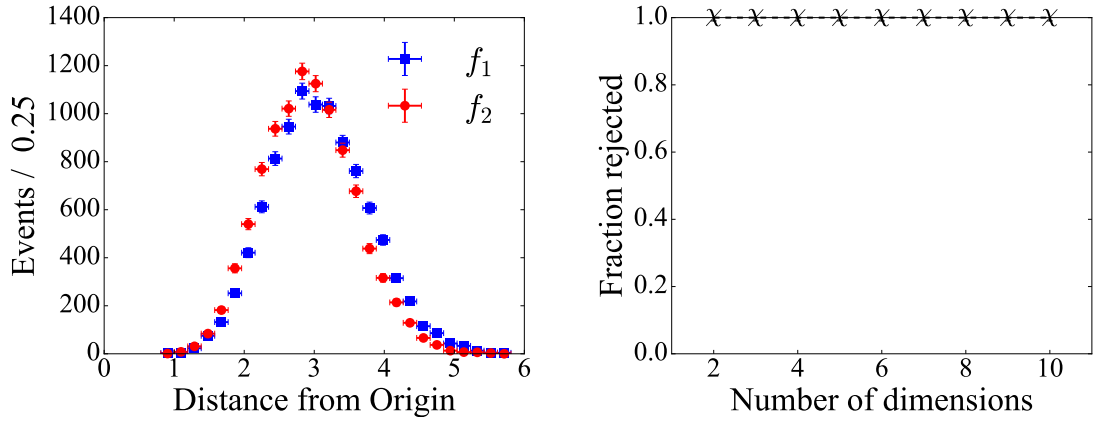 1400
1200
1000
800
600
400
200
0
0 1 2 3 4 5 6
Events / 0.25
Distance from Origin
f1
f2
1.0
0.8
0.6
0.4
0.2
0.0
2 4 6 8 10
Fraction rejected
Number of dimensions
χ χ χ χ χ χ χ χ χ